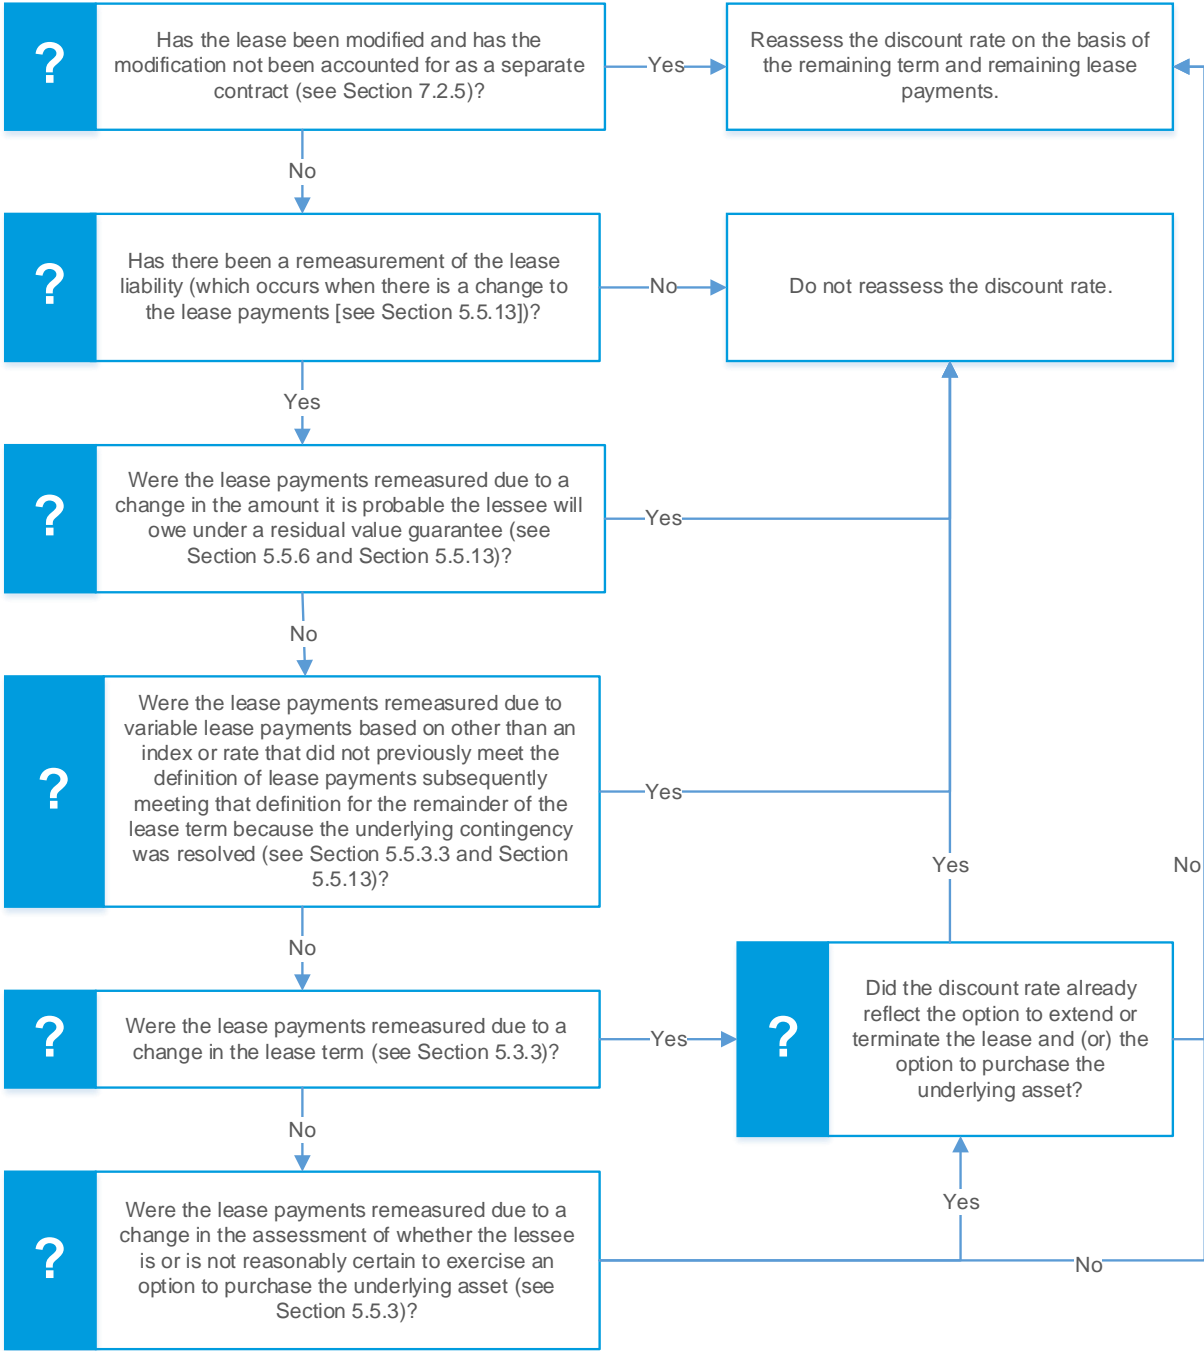 ?
Has the lease been modified and has the
modification not been accounted for as a separate
contract (see Section 7.2.5)?
Yes
Reassess the discount rate on the basis of
the remaining term and remaining lease
payments.
No
?
Has there been a remeasurement of the lease
liability (which occurs when there is a change to
the lease payments [see Section 5.5.13])?
No
Do not reassess the discount rate.
Yes
?
Were the lease payments remeasured due to a
change in the amount it is probable the lessee will
owe under a residual value guarantee (see
Section 5.5.6 and Section 5.5.13)?
Yes
No
?
Were the lease payments remeasured due to
variable lease payments based on other than an
index or rate that did not previously meet the
definition of lease payments subsequently
meeting that definition for the remainder of the
lease term because the underlying contingency
was resolved (see Section 5.5.3.3 and Section
5.5.13)?
Yes
Yes
No
No
?
Were the lease payments remeasured due to a
change in the lease term (see Section 5.3.3)?
Yes
?
Did the discount rate already
reflect the option to extend or
terminate the lease and (or) the
option to purchase the
underlying asset?
No
?
Were the lease payments remeasured due to a
change in the assessment of whether the lessee
is or is not reasonably certain to exercise an
option to purchase the underlying asset (see
Section 5.5.3)?
Yes
No